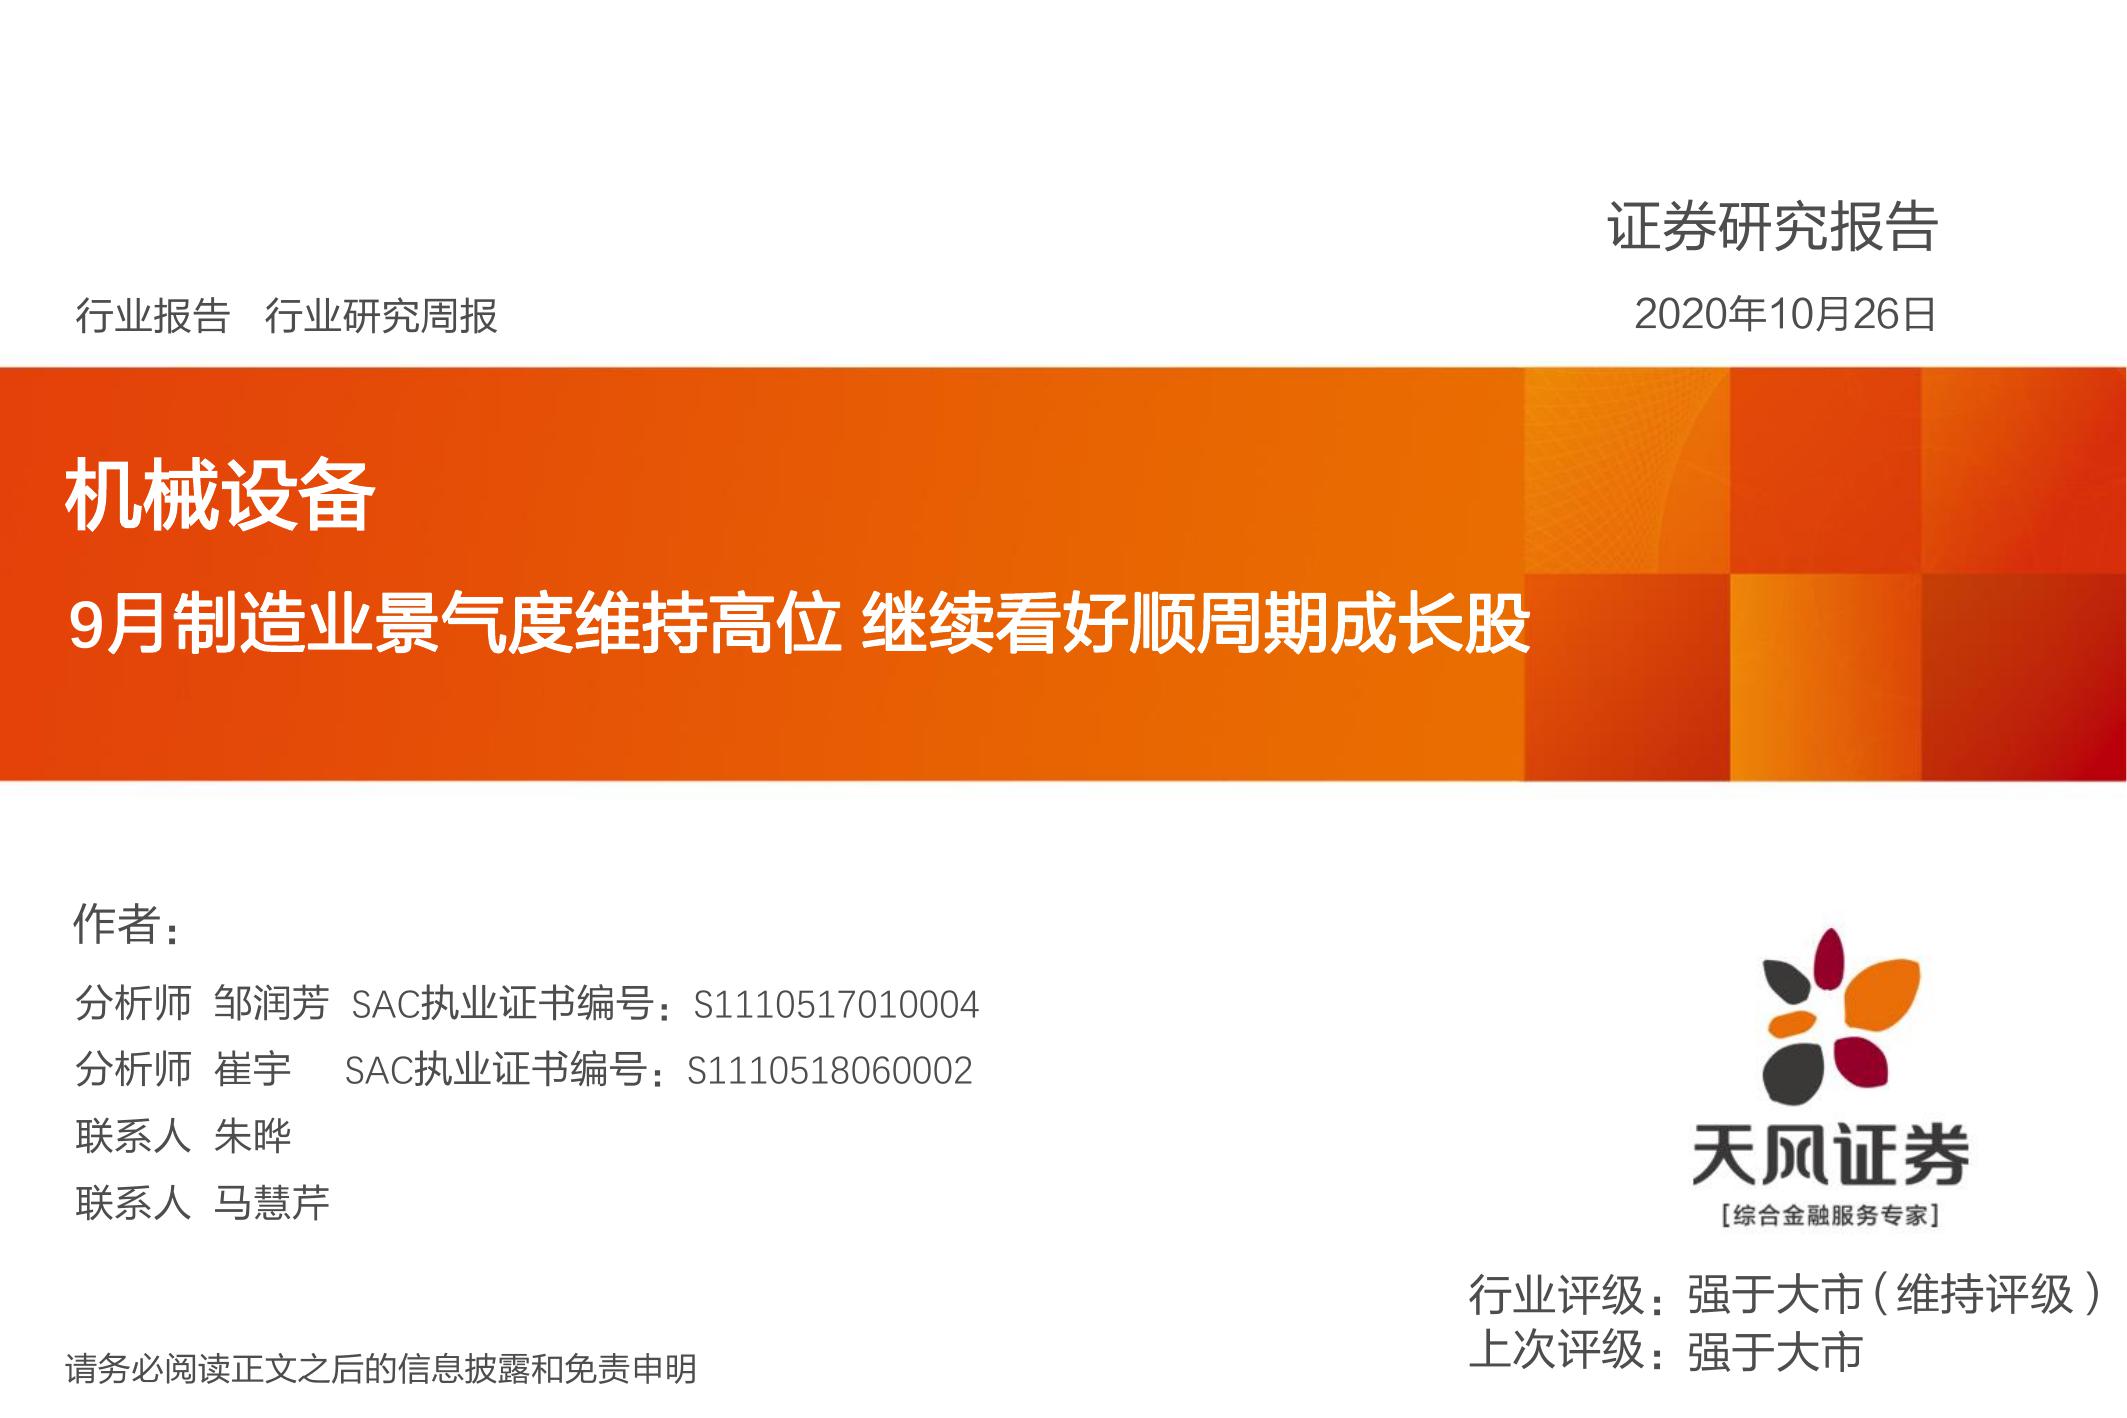 证券研究报告
行业报告 行业研究周报
2020年10月26日
机械设备
9月制造业景气度维持高位 继续看好顺周期成长股
作者：
分析师 邹润芳 SAC执业证书编号：S1110517010004
分析师 崔宇 SAC执业证书编号：S1110518060002
联系人 朱晔
联系人 马慧芹
天风证券
[综合金融服务专家]
行业评级：强于大市（维持评级）
上次评级：强于大市
请务必阅读正文之后的信息披露和免责申明